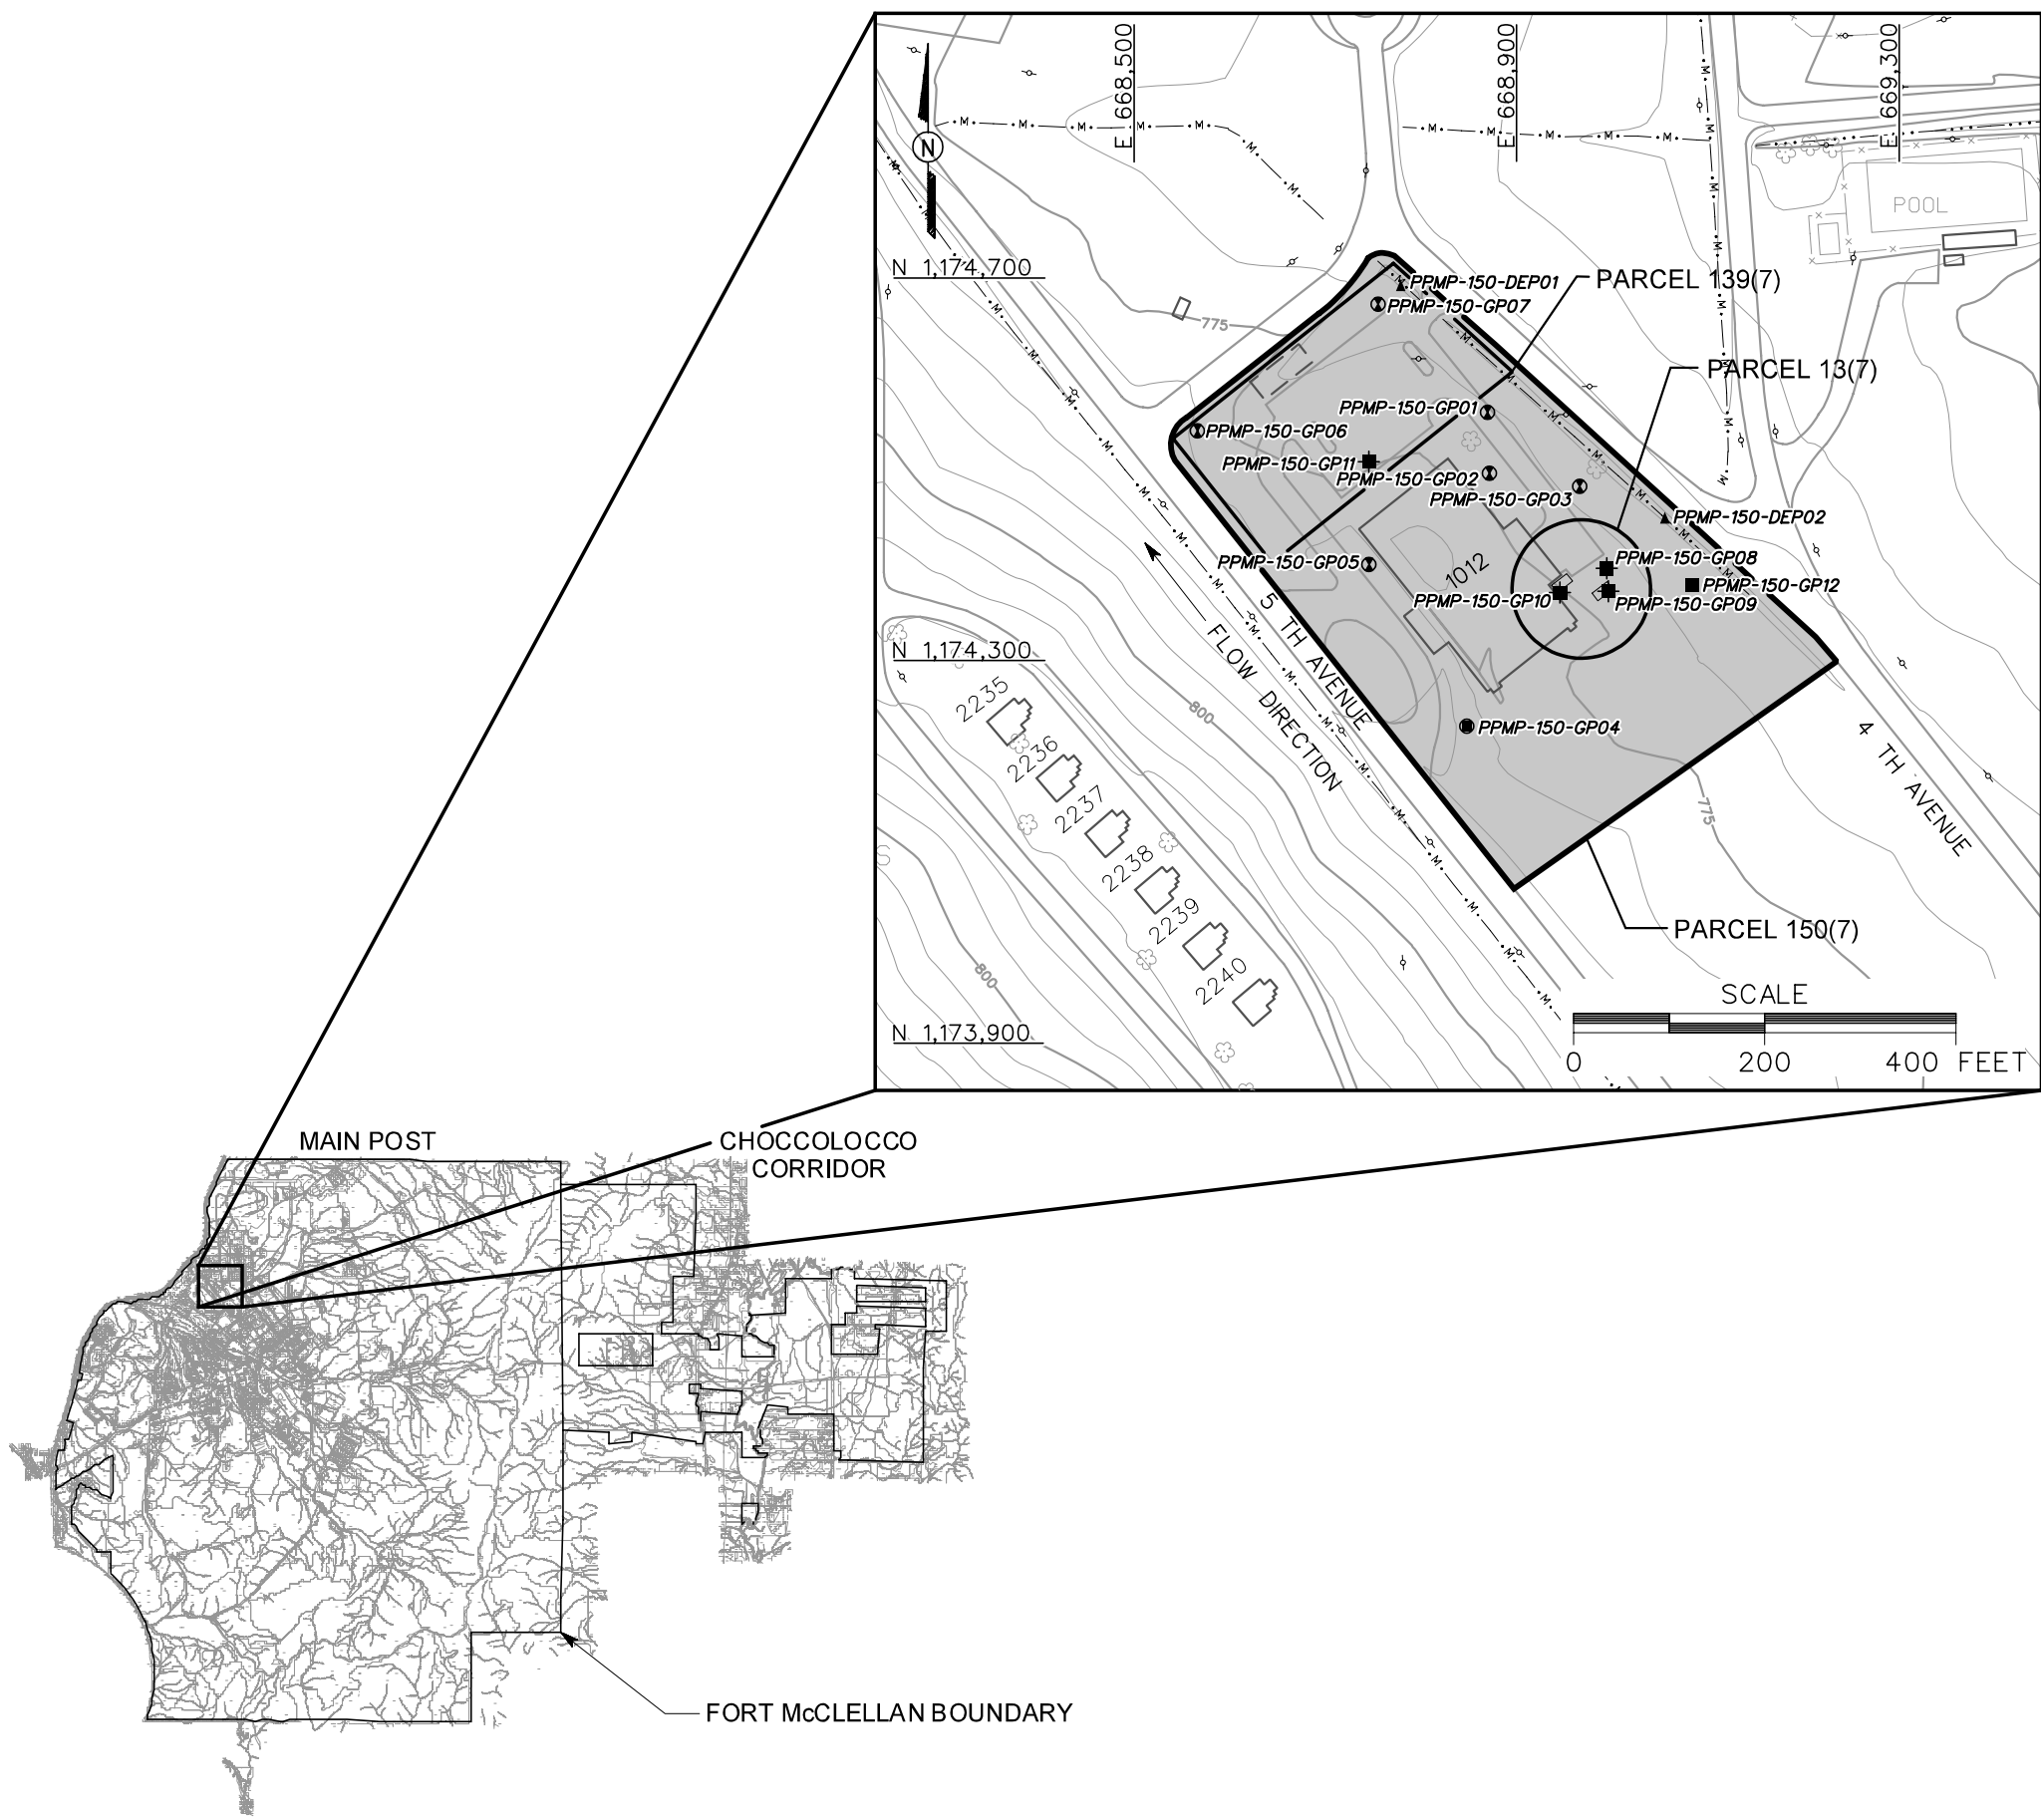 E 668,500
E 668,900
E 669,300
N
POOL
N 1,174,700
PPMP-150-DEP01
PARCEL 139(7)
PPMP-150-GP07
775
PARCEL 13(7)
PPMP-150-GP01
PPMP-150-GP06
PPMP-150-GP11
PPMP-150-GP02
PPMP-150-GP03
PPMP-150-DEP02
PPMP-150-GP05
1012
PPMP-150-GP08
PPMP-150-GP12
PPMP-150-GP10
PPMP-150-GP09
5 TH AVENUE
FLOW DIRECTION
N 1,174,300
2235
800
PPMP-150-GP04
4 TH AVENUE
2236
2237
775
S
2238
2239
PARCEL 150(7)
2240
800
SCALE
N 1,173,900
0 200 400 FEET
MAIN POST
CHOCCOLOCCO
CORRIDOR
FORT McCLELLAN BOUNDARY